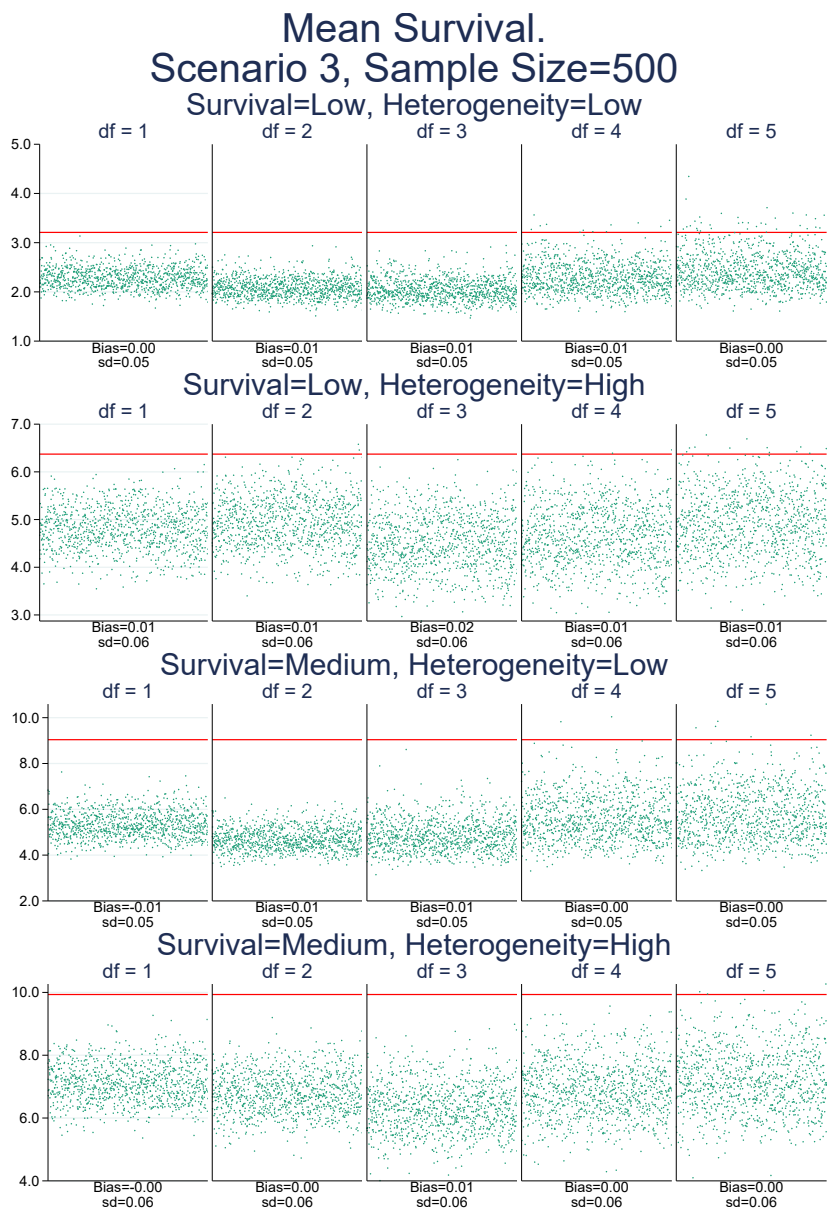 Mean Survival.
Scenario 3, Sample Size=500
Survival=Low, Heterogeneity=Low
df = 1 df = 2 df = 3 df = 4 df = 5
5.0
4.0
3.0
2.0
1.0
Bias=0.00 Bias=0.01 Bias=0.01 Bias=0.01 Bias=0.00
sd=0.05 sd=0.05 sd=0.05 sd=0.05 sd=0.05
Survival=Low, Heterogeneity=High
df = 1 df = 2 df = 3 df = 4 df = 5
7.0
6.0
5.0
4.0
3.0
Bias=0.01 Bias=0.01 Bias=0.02 Bias=0.01 Bias=0.01
sd=0.06 sd=0.06 sd=0.06 sd=0.06 sd=0.06
Survival=Medium, Heterogeneity=Low
df = 1 df = 2 df = 3 df = 4 df = 5
10.0
8.0
6.0
4.0
2.0
Bias=-0.01 Bias=0.01 Bias=0.01 Bias=0.00 Bias=0.00
sd=0.05 sd=0.05 sd=0.05 sd=0.05 sd=0.05
Survival=Medium, Heterogeneity=High
df = 1 df = 2 df = 3 df = 4 df = 5
10.0
8.0
6.0
4.0
Bias=-0.00 Bias=0.00 Bias=0.01 Bias=0.00 Bias=0.00
sd=0.06 sd=0.06 sd=0.06 sd=0.06 sd=0.06